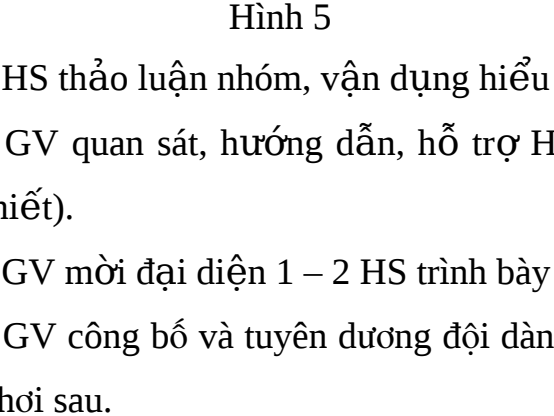 Hình 5
HS thảo luận nhóm, vận dụng hiểu
GV quan sát, hướng dẫn, hỗ trợ H
hiết).
GV mời đại diện 1 – 2 HS trình bày
GV công bố và tuyên dương đội dàn
hơi sau.